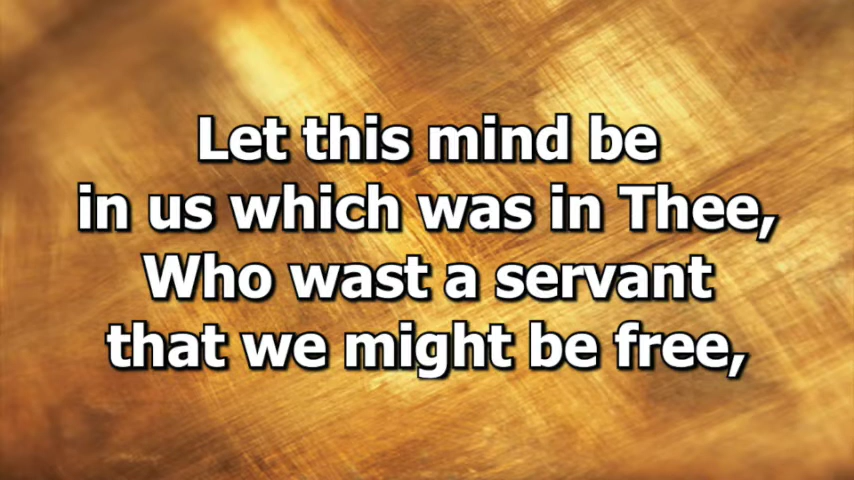 Let this mind be
in us which was in Thee,
Who wast a servant
that we might be free,